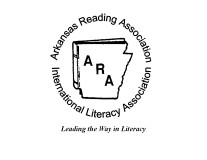 Arkansas Reading Association
A
R
A
International Literacy Association
Leading the Way in Literacy